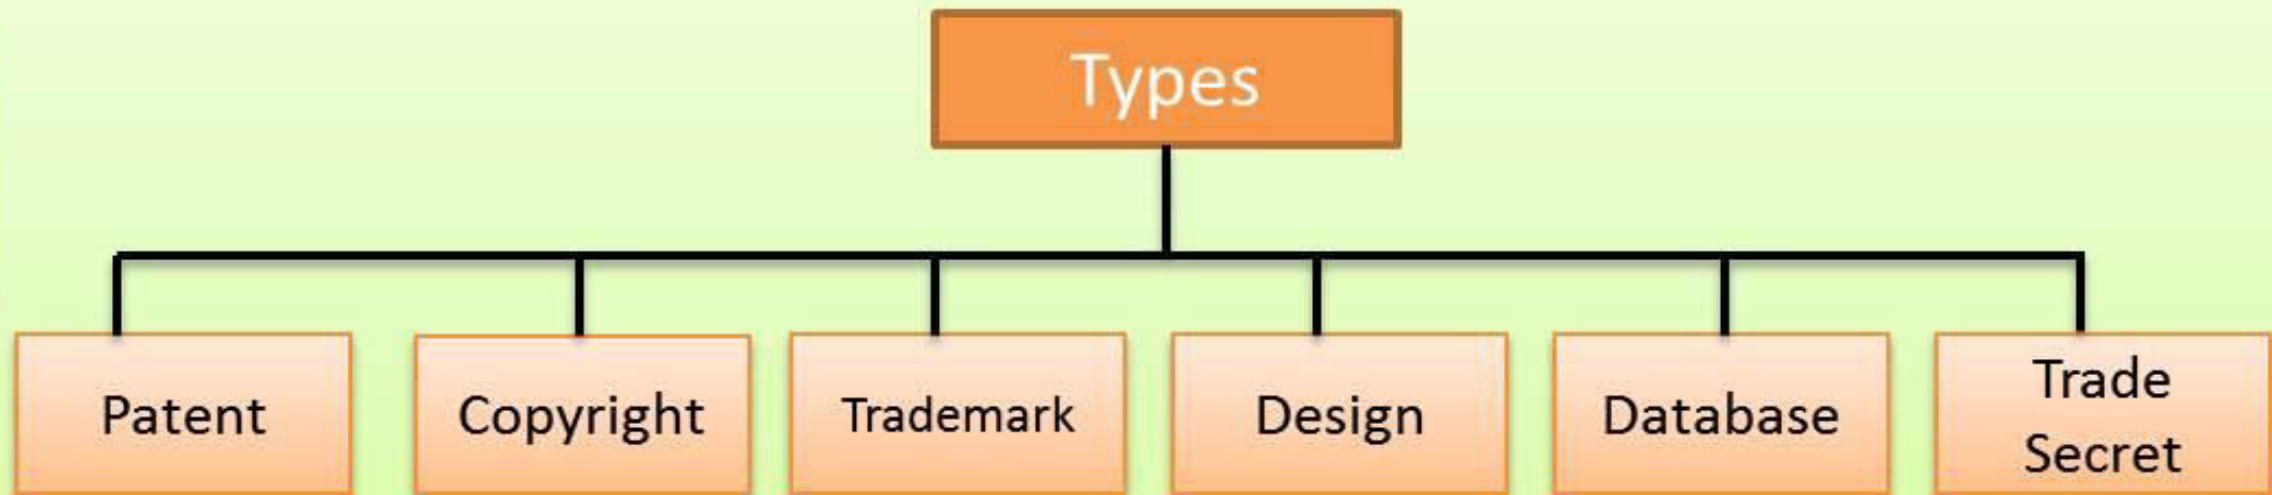 Types
Patent
Copyright
Trademark
Design
Database
Trade
Secret